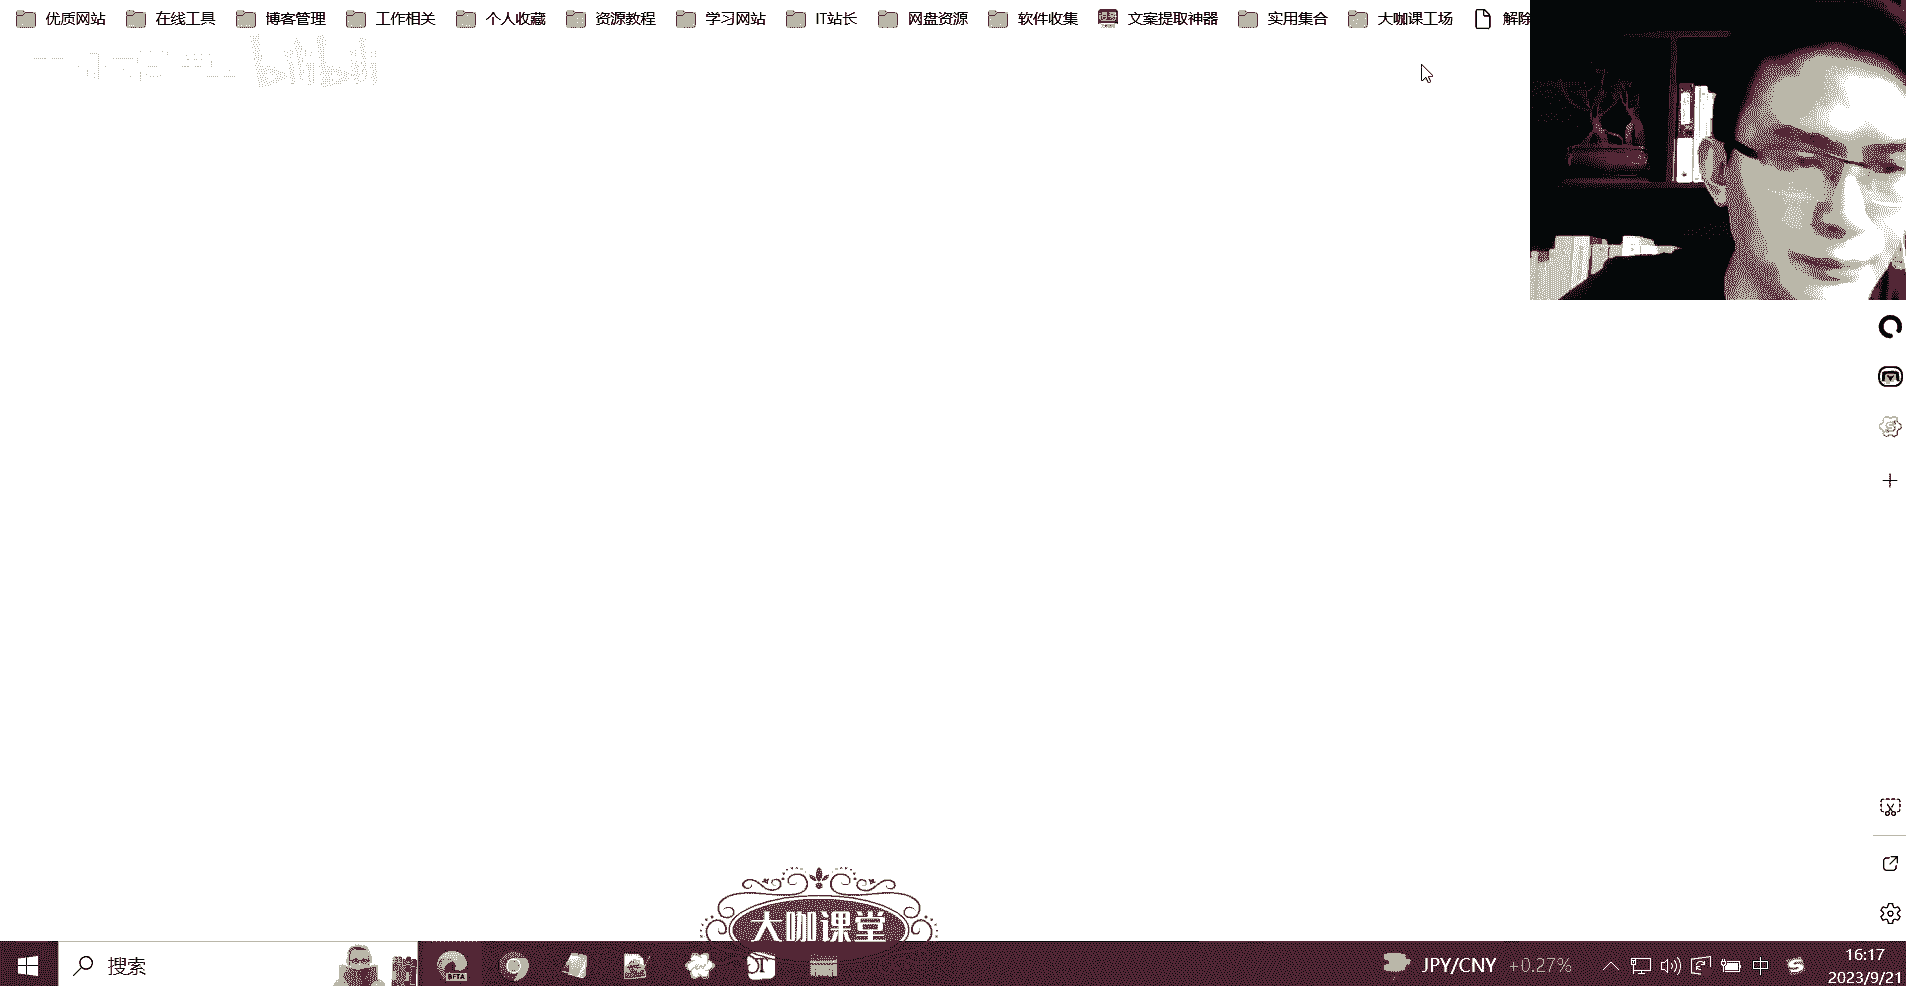 优质网站 在线工具 博客管理 工作相关 个人收藏 资源教程 学习网站 IT站长 网盘资源 软件收集 文案提取神器 实用集合 大咖课工场 解除
bilibili
大咖课堂
搜索
BETA
JPY/CNY +0.27%
中
16:17
2023/9/21